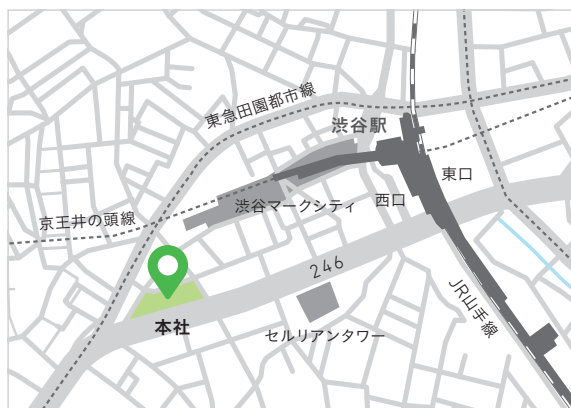 東急田園都市線
渋谷駅
東口
西口
渋谷マークシティ
京王井の頭線
246
本社
セルリアンタワー
JR山手線